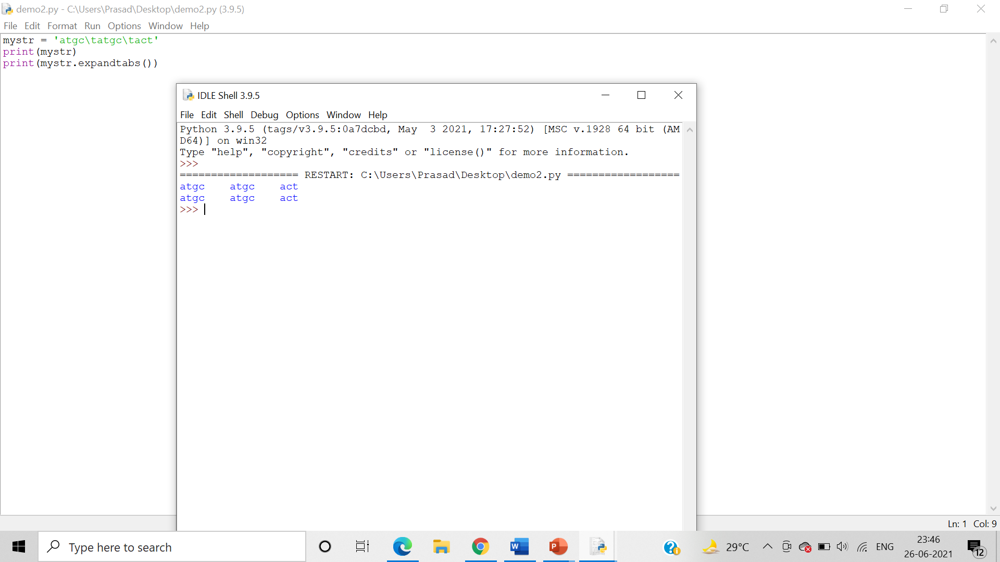 demo2.py - C:\Users\Prasad\Desktop\demo2.py (3.9.5)
File Edit Format Run Options Window Help
mystr = 'atgc\tatgc\tact'
print(mystr)
print(mystr.expandtabs())
IDLE Shell 3.9.5
File Edit Shell Debug Options Window Help
Python 3.9.5 (tags/v3.9.5:0a7dcbd, May  3 2021, 17:27:52) [MSC v.1928 64 bit (AM
D64)] on win32
Type "help", "copyright", "credits" or "license()" for more information.
>>>
=================== RESTART: C:\Users\Prasad\Desktop\demo2.py ==================
atgc    atgc    act
atgc    atgc    act
>>>
Ln: 1 Col: 9
Type here to search
29°C
ENG
23:46
26-06-2021
12